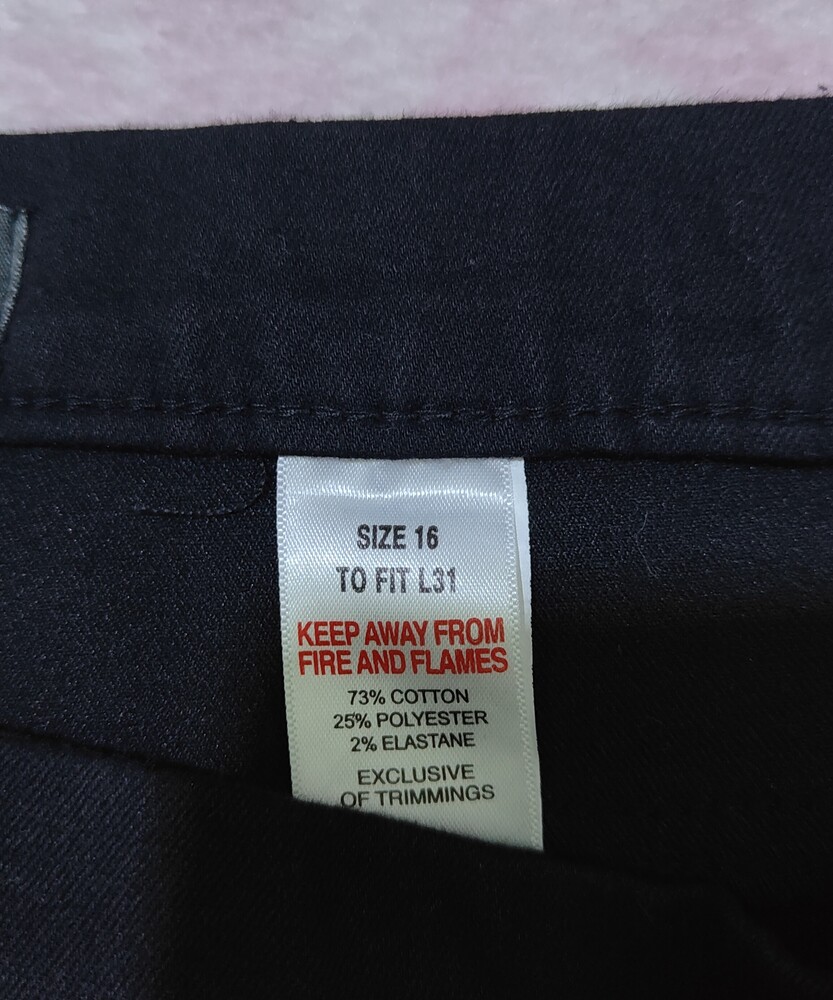 SIZE 16
TO FIT L31
KEEP AWAY FROM
FIRE AND FLAMES
73% COTTON
25% POLYESTER
2% ELASTANE
EXCLUSIVE
OF TRIMMINGS